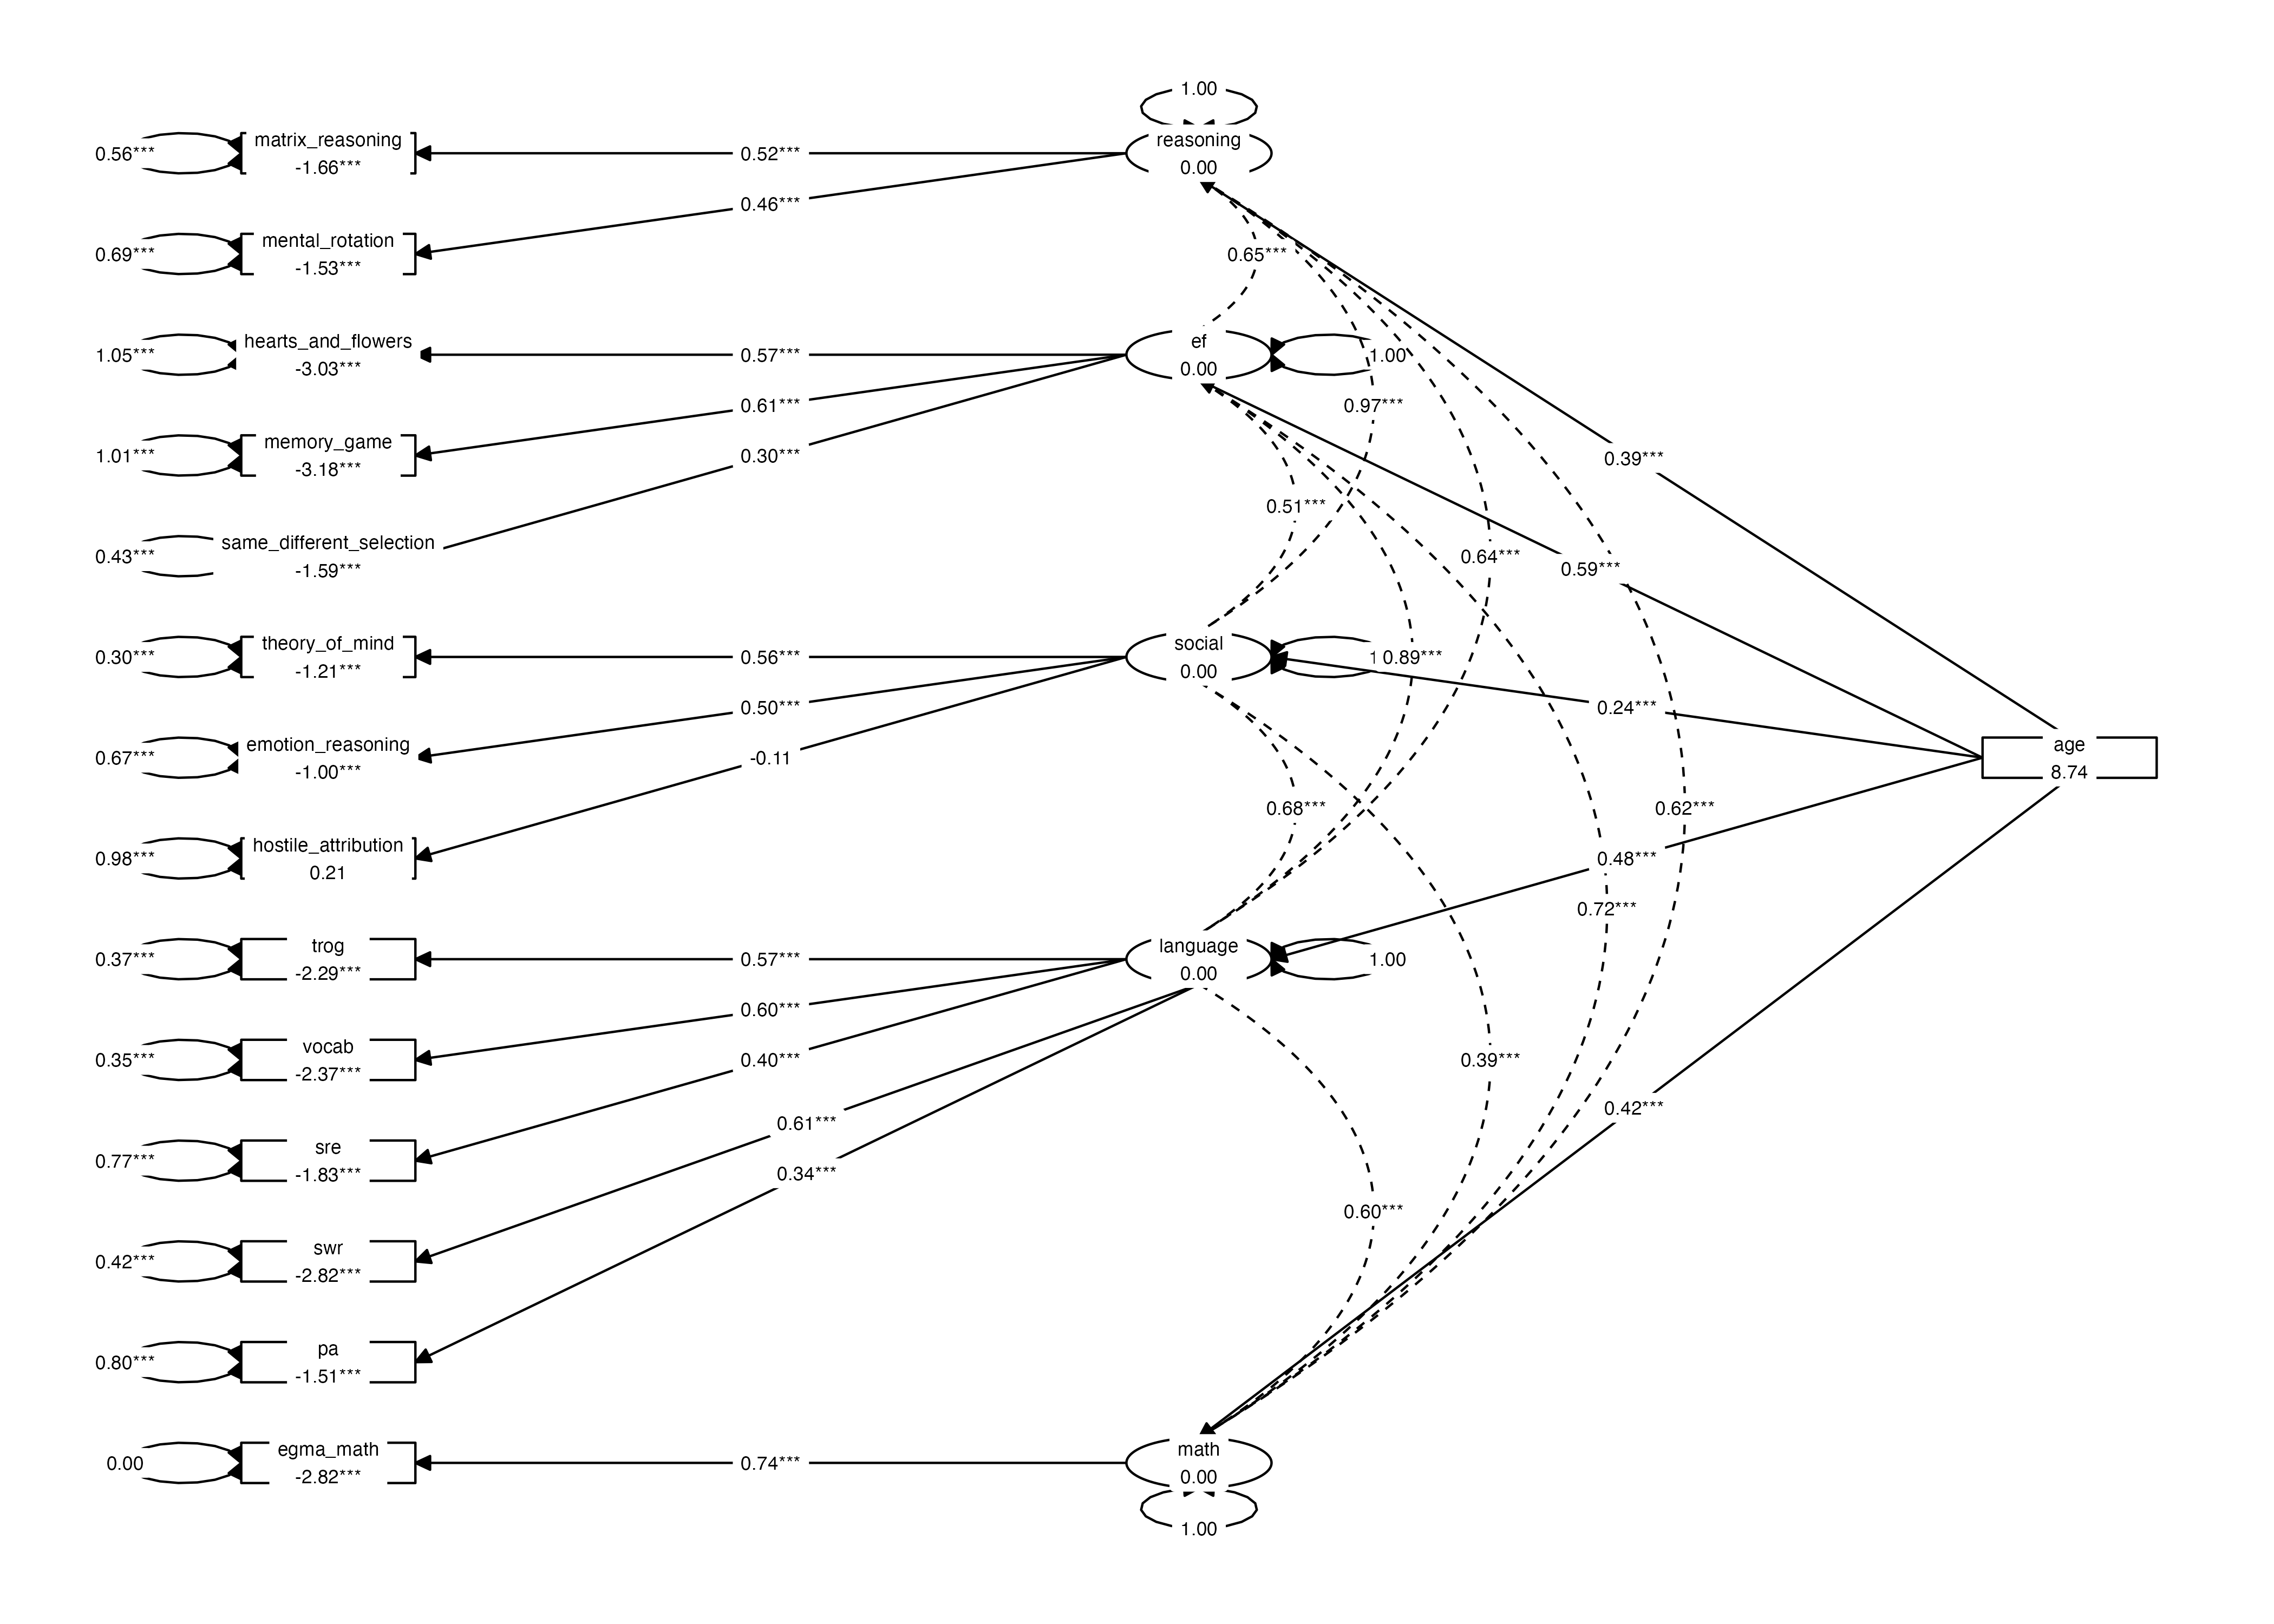 1.00
0.56*** matrix_reasoning 0.52*** reasoning
-1.66*** 0.00
0.46***
0.69*** mental_rotation 0.65***
-1.53***
1.05*** hearts_and_flowers 0.57*** ef 1.00
-3.03*** 0.00
0.61*** 0.97***
1.01*** memory_game 0.30*** 0.39***
-3.18***
0.51***
0.43*** same_different_selection 0.64*** 0.59***
-1.59***
0.30*** theory_of_mind 0.56*** social 1 0.89***
-1.21*** 0.00
0.50*** 0.24***
0.67*** emotion_reasoning -0.11 age
-1.00*** 8.74
0.68*** 0.62***
0.98*** hostile_attribution 0.48***
0.21
0.72***
0.37*** trog 0.57*** language 1.00
-2.29*** 0.00
0.60***
0.35*** vocab 0.40*** 0.39***
-2.37***
0.61*** 0.42***
0.77*** sre 0.34***
-1.83***
0.60***
0.42*** swr
-2.82***
0.80*** pa
-1.51***
0.00 egma_math 0.74*** math
-2.82*** 0.00
1.00